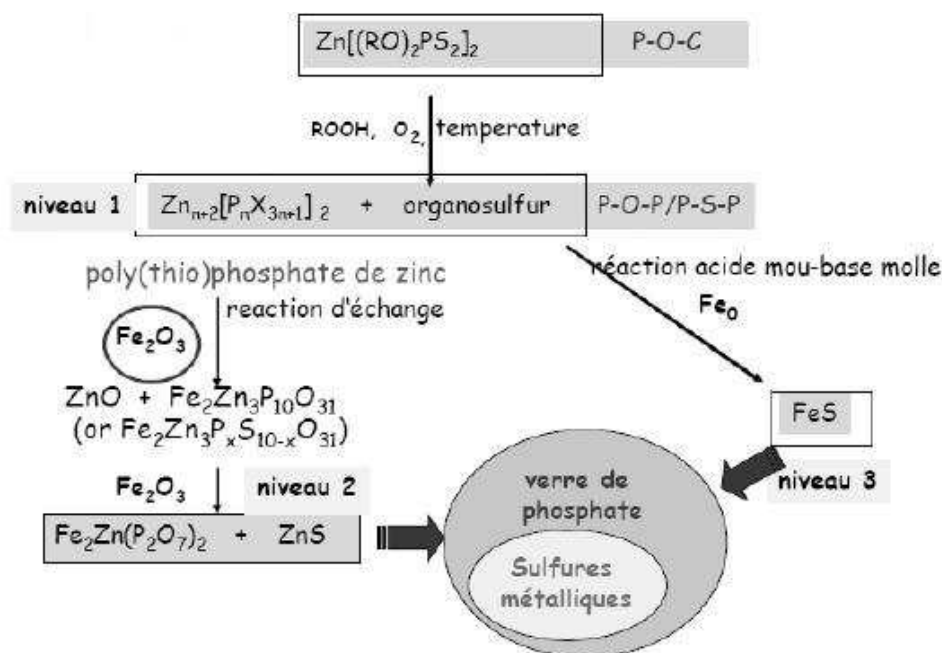 Zn[(RO)₂PS₂]₂ P-O-C
ROOH, O₂, temperature
niveau 1 Znₙ₊₂[PₙX₃ₙ₊₁]₂ + organosulfur P-O-P/P-S-P
poly(thio)phosphate de zinc
réaction acide mou-base molle
reaction d'échange
Fe₀
Fe₂O₃
ZnO + Fe₂Zn₃P₁₀O₃₁
(or Fe₂Zn₃PₓS₁₀₋ₓO₃₁)
FeS
Fe₂O₃ niveau 2
niveau 3
verre de
phosphate
Fe₂Zn(P₂O₇)₂ + ZnS
Sulfures
métalliques